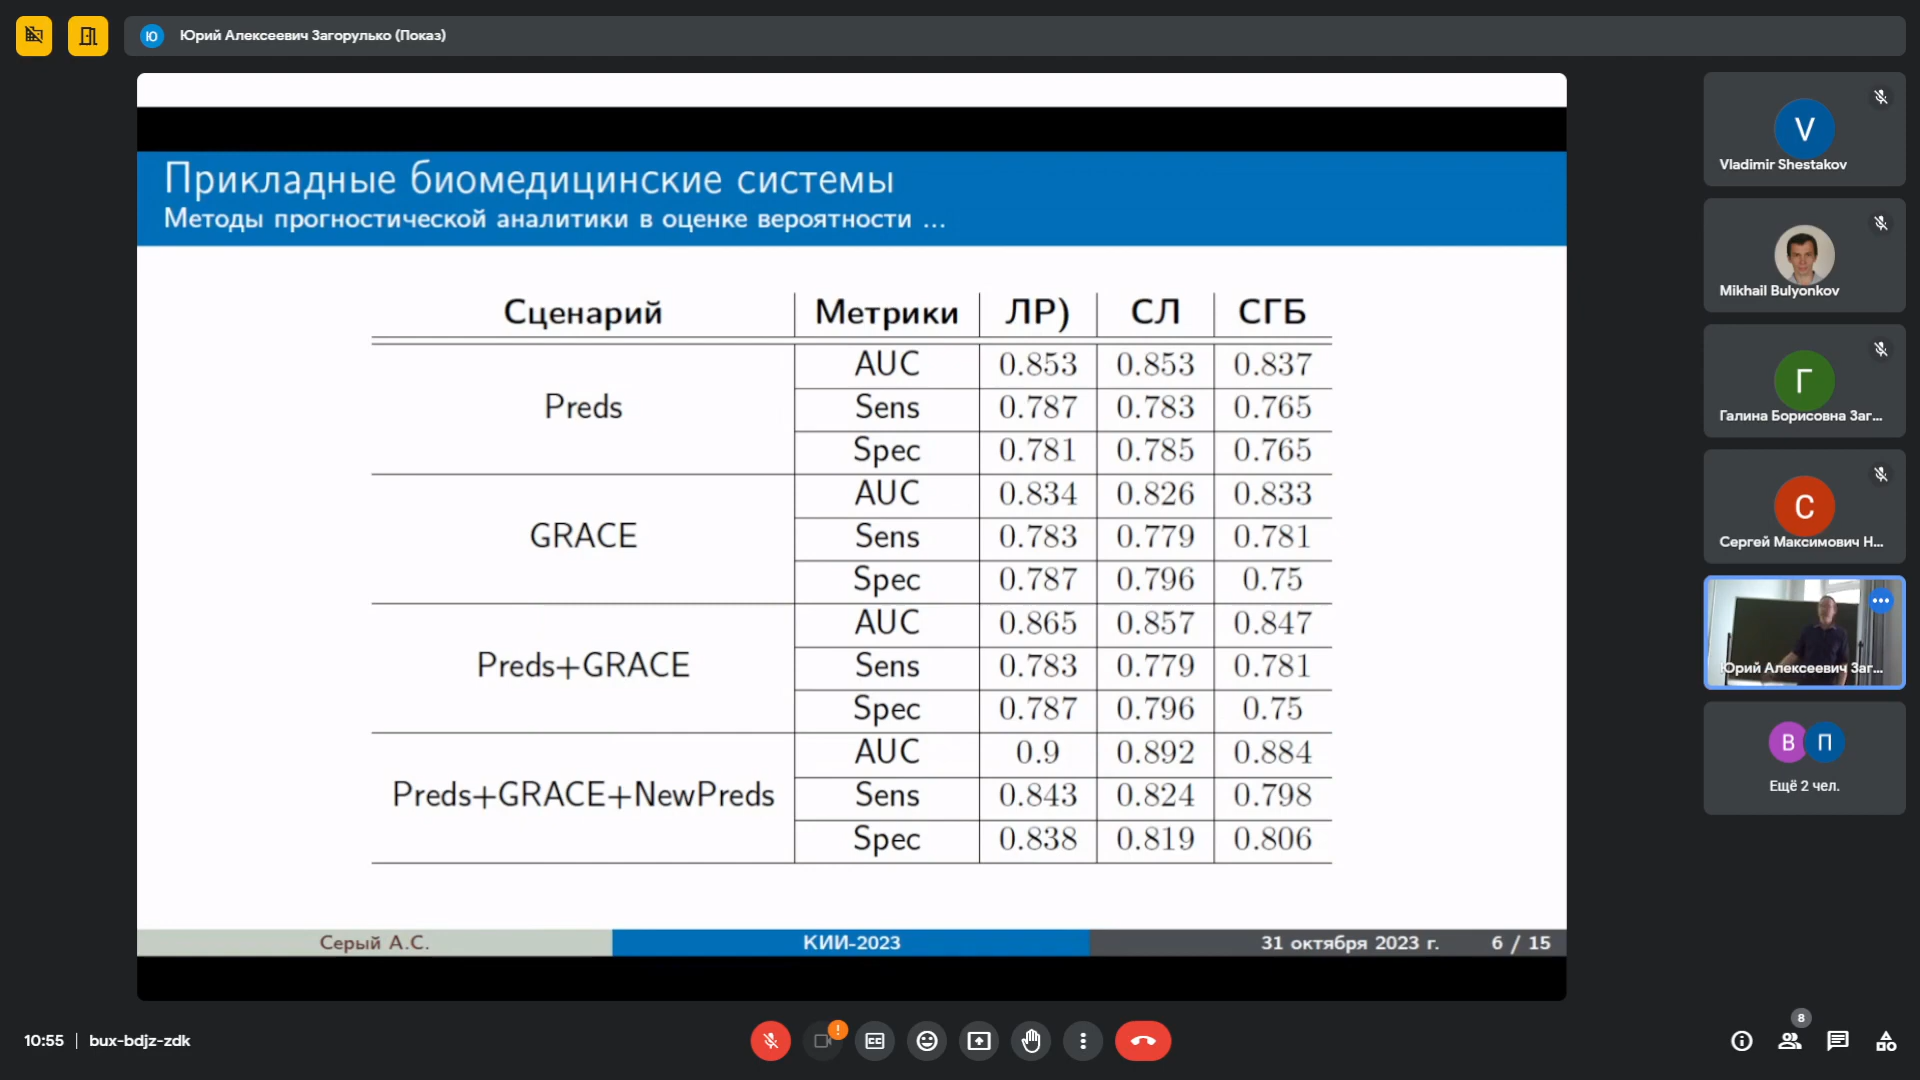 Ю Юрий Алексеевич Загорулько (Показ)
Прикладные биомедицинские системы
Методы прогностической аналитики в оценке вероятности ...
Сценарий Метрики ЛР) СЛ СГБ
Preds
AUC 0.853 0.853 0.837
Sens 0.787 0.783 0.765
Spec 0.781 0.785 0.765
GRACE
AUC 0.834 0.826 0.833
Sens 0.783 0.779 0.781
Spec 0.787 0.796 0.75
Preds+GRACE
AUC 0.865 0.857 0.847
Sens 0.783 0.779 0.781
Spec 0.787 0.796 0.75
Preds+GRACE+NewPreds
AUC 0.9 0.892 0.884
Sens 0.843 0.824 0.798
Spec 0.838 0.819 0.806
Серый А.С. КИИ-2023 31 октября 2023 г. 6 / 15
V
Vladimir Shestakov
Mikhail Bulyonkov
Г
Галина Борисовна Заг...
С
Сергей Максимович Н...
Юрий Алексеевич Заг...
В П
Ещё 2 чел.
10:55 | bux-bdjz-zdk
!
CC
8